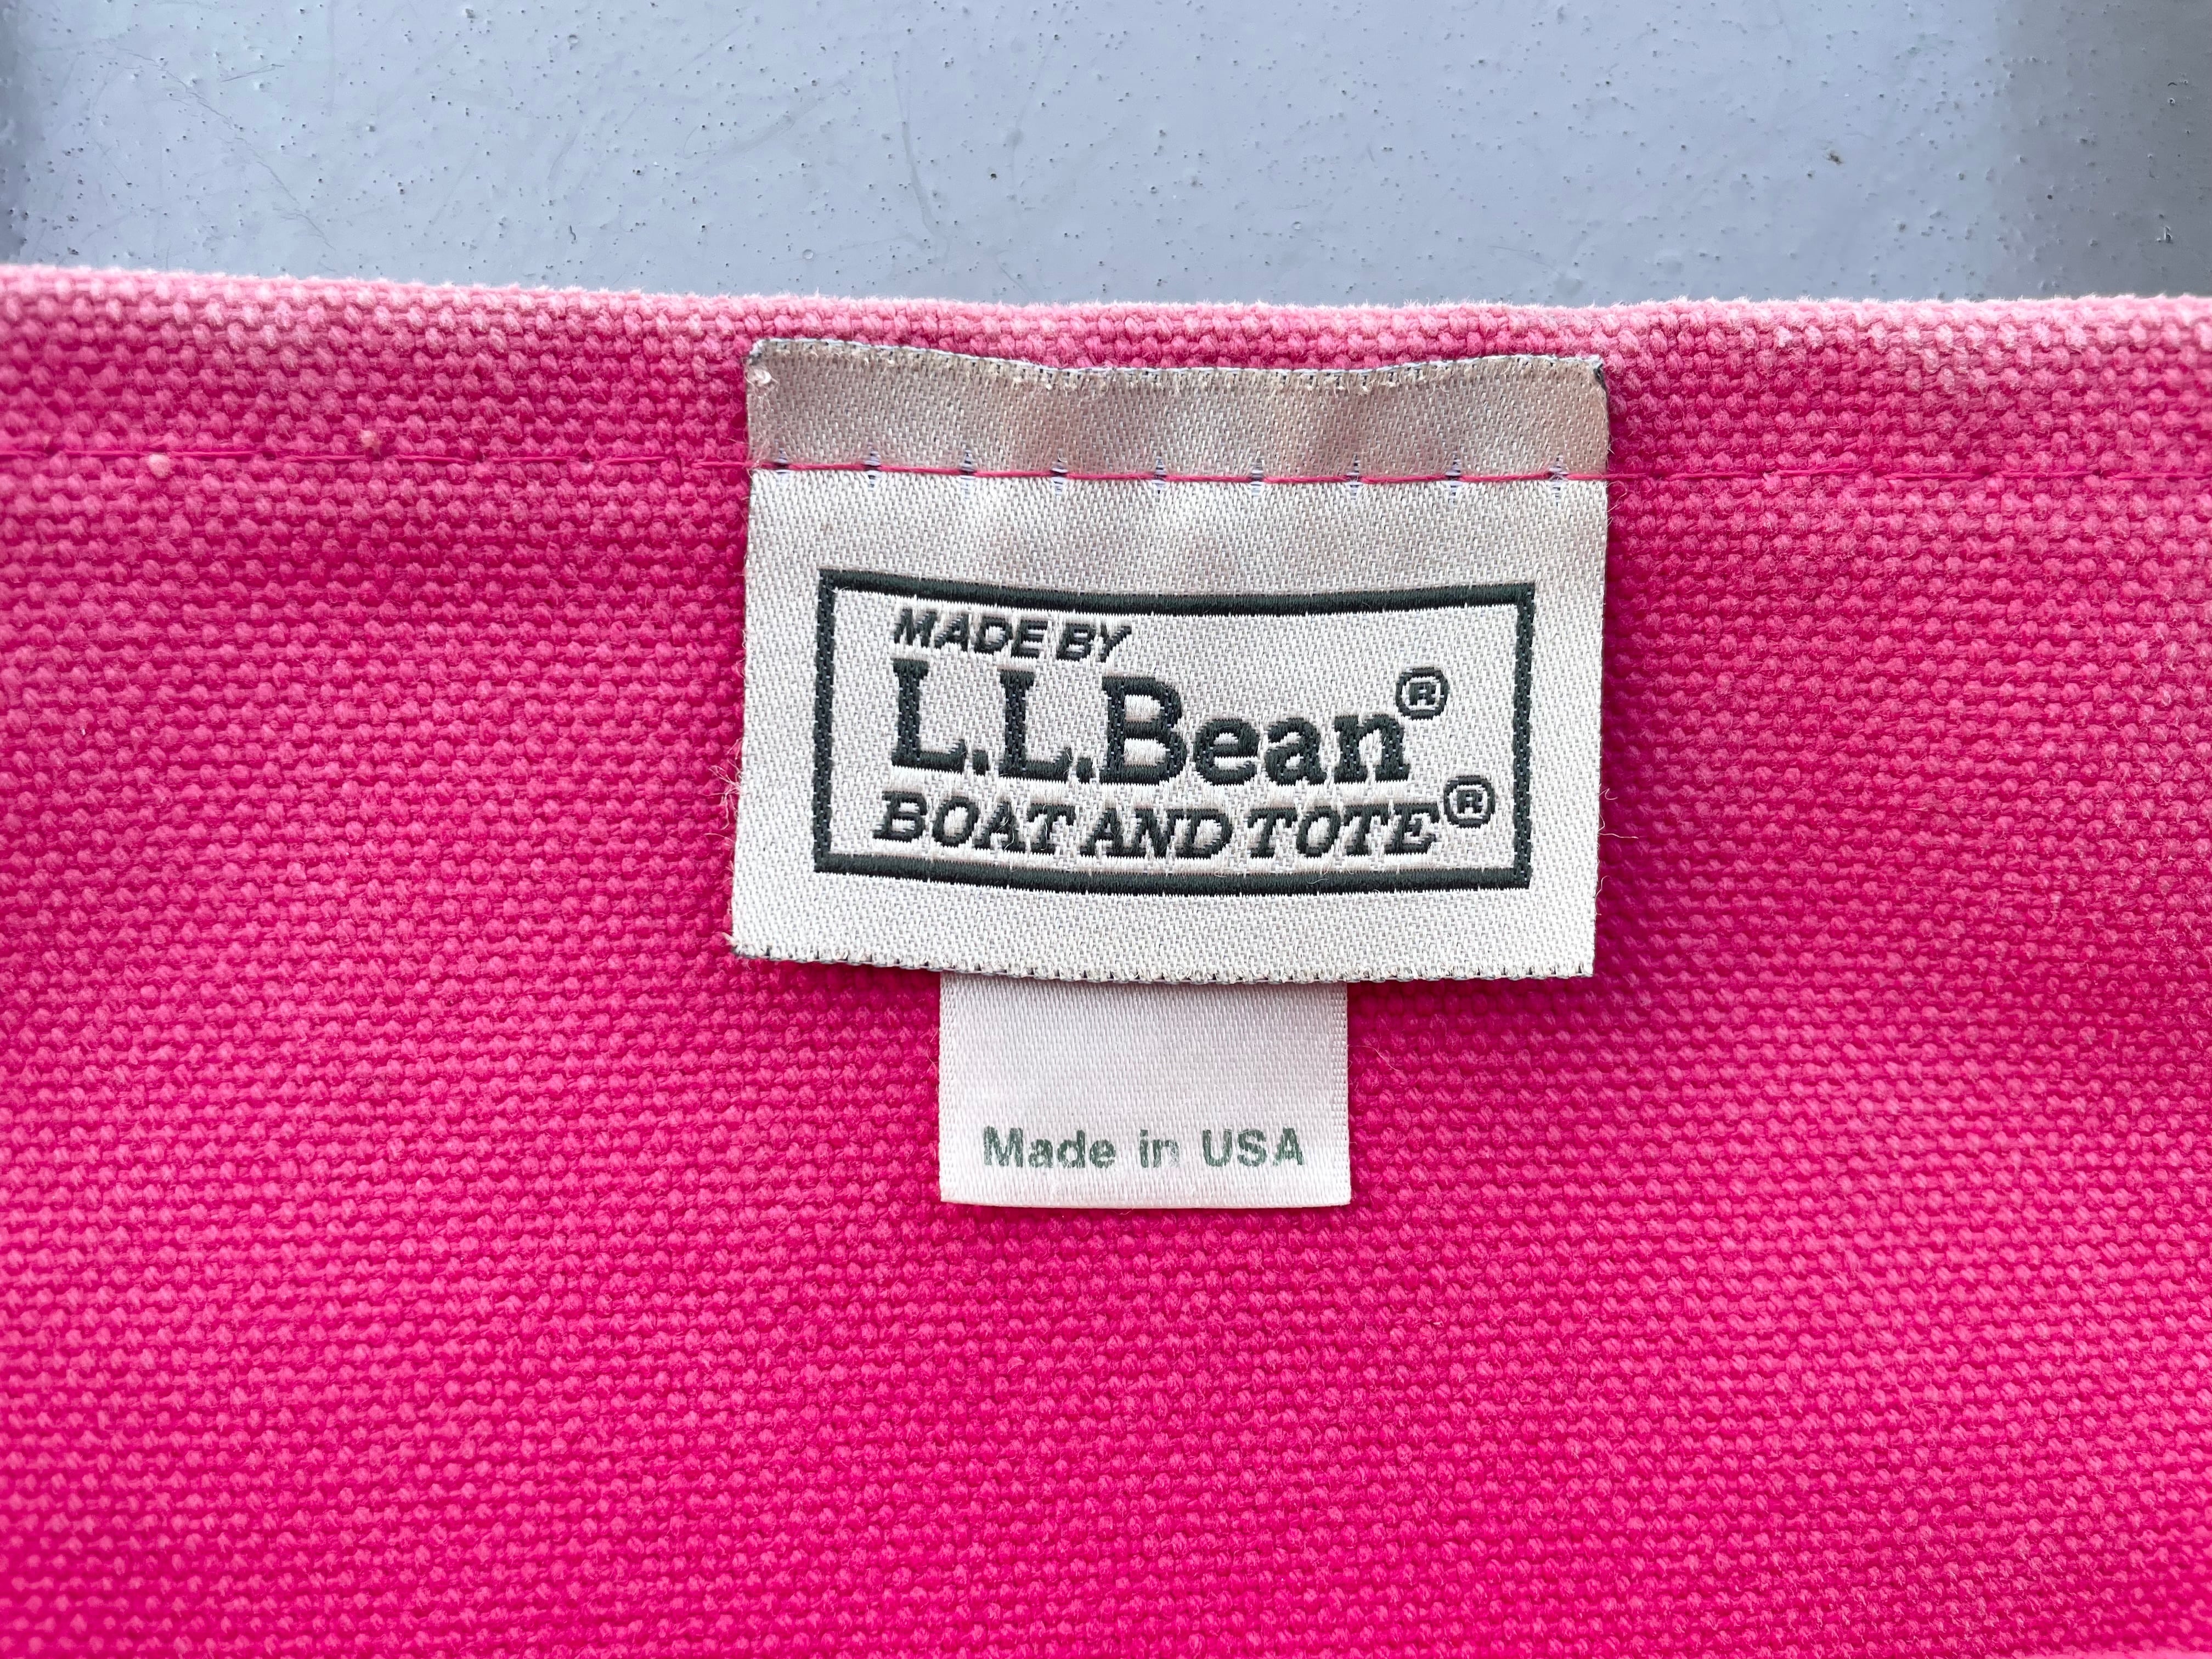 MADE BY
L.L.Bean®
BOAT AND TOTE®
Made in USA